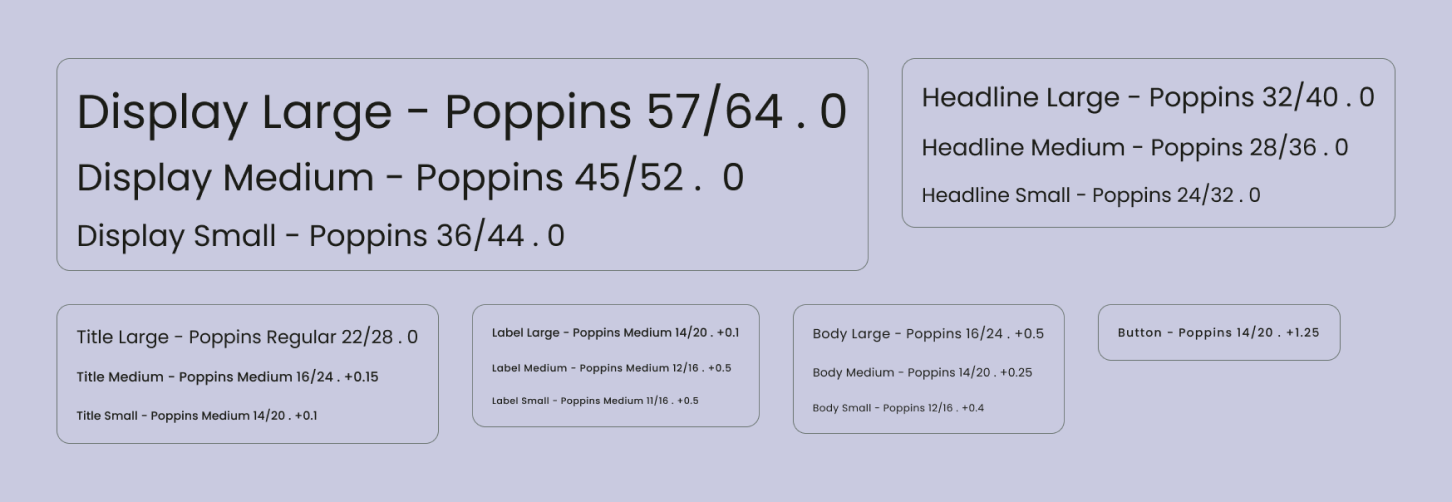 Display Large - Poppins 57/64 . 0
Display Medium - Poppins 45/52 .  0
Display Small - Poppins 36/44 . 0
Headline Large - Poppins 32/40 . 0
Headline Medium - Poppins 28/36 . 0
Headline Small - Poppins 24/32 . 0
Title Large - Poppins Regular 22/28 . 0
Title Medium - Poppins Medium 16/24 . +0.15
Title Small - Poppins Medium 14/20 . +0.1
Label Large - Poppins Medium 14/20 . +0.1
Label Medium - Poppins Medium 12/16 . +0.5
Label Small - Poppins Medium 11/16 . +0.5
Body Large - Poppins 16/24 . +0.5
Body Medium - Poppins 14/20 . +0.25
Body Small - Poppins 12/16 . +0.4
Button - Poppins 14/20 . +1.25